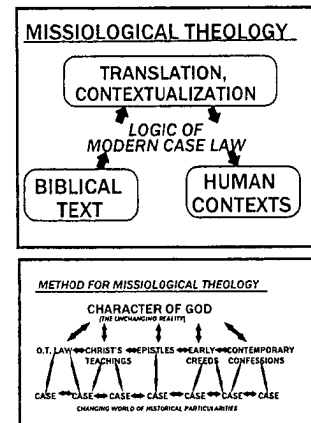 MISSIOLOGICAL THEOLOGY
TRANSLATION,
CONTEXTUALIZATION
LOGIC OF
MODERN CASE LAW
BIBLICAL
TEXT
HUMAN
CONTEXTS
METHOD FOR MISSIOLOGICAL THEOLOGY
CHARACTER OF GOD
(THE UNCHANGING REALITY)
O.T. LAW CHRIST'S EPISTLES EARLY CONTEMPORARY
TEACHINGS CREEDS CONFESSIONS
CASE CASE CASE CASE CASE CASE CASE
CHANGING WORLD OF HISTORICAL PARTICULARITIES